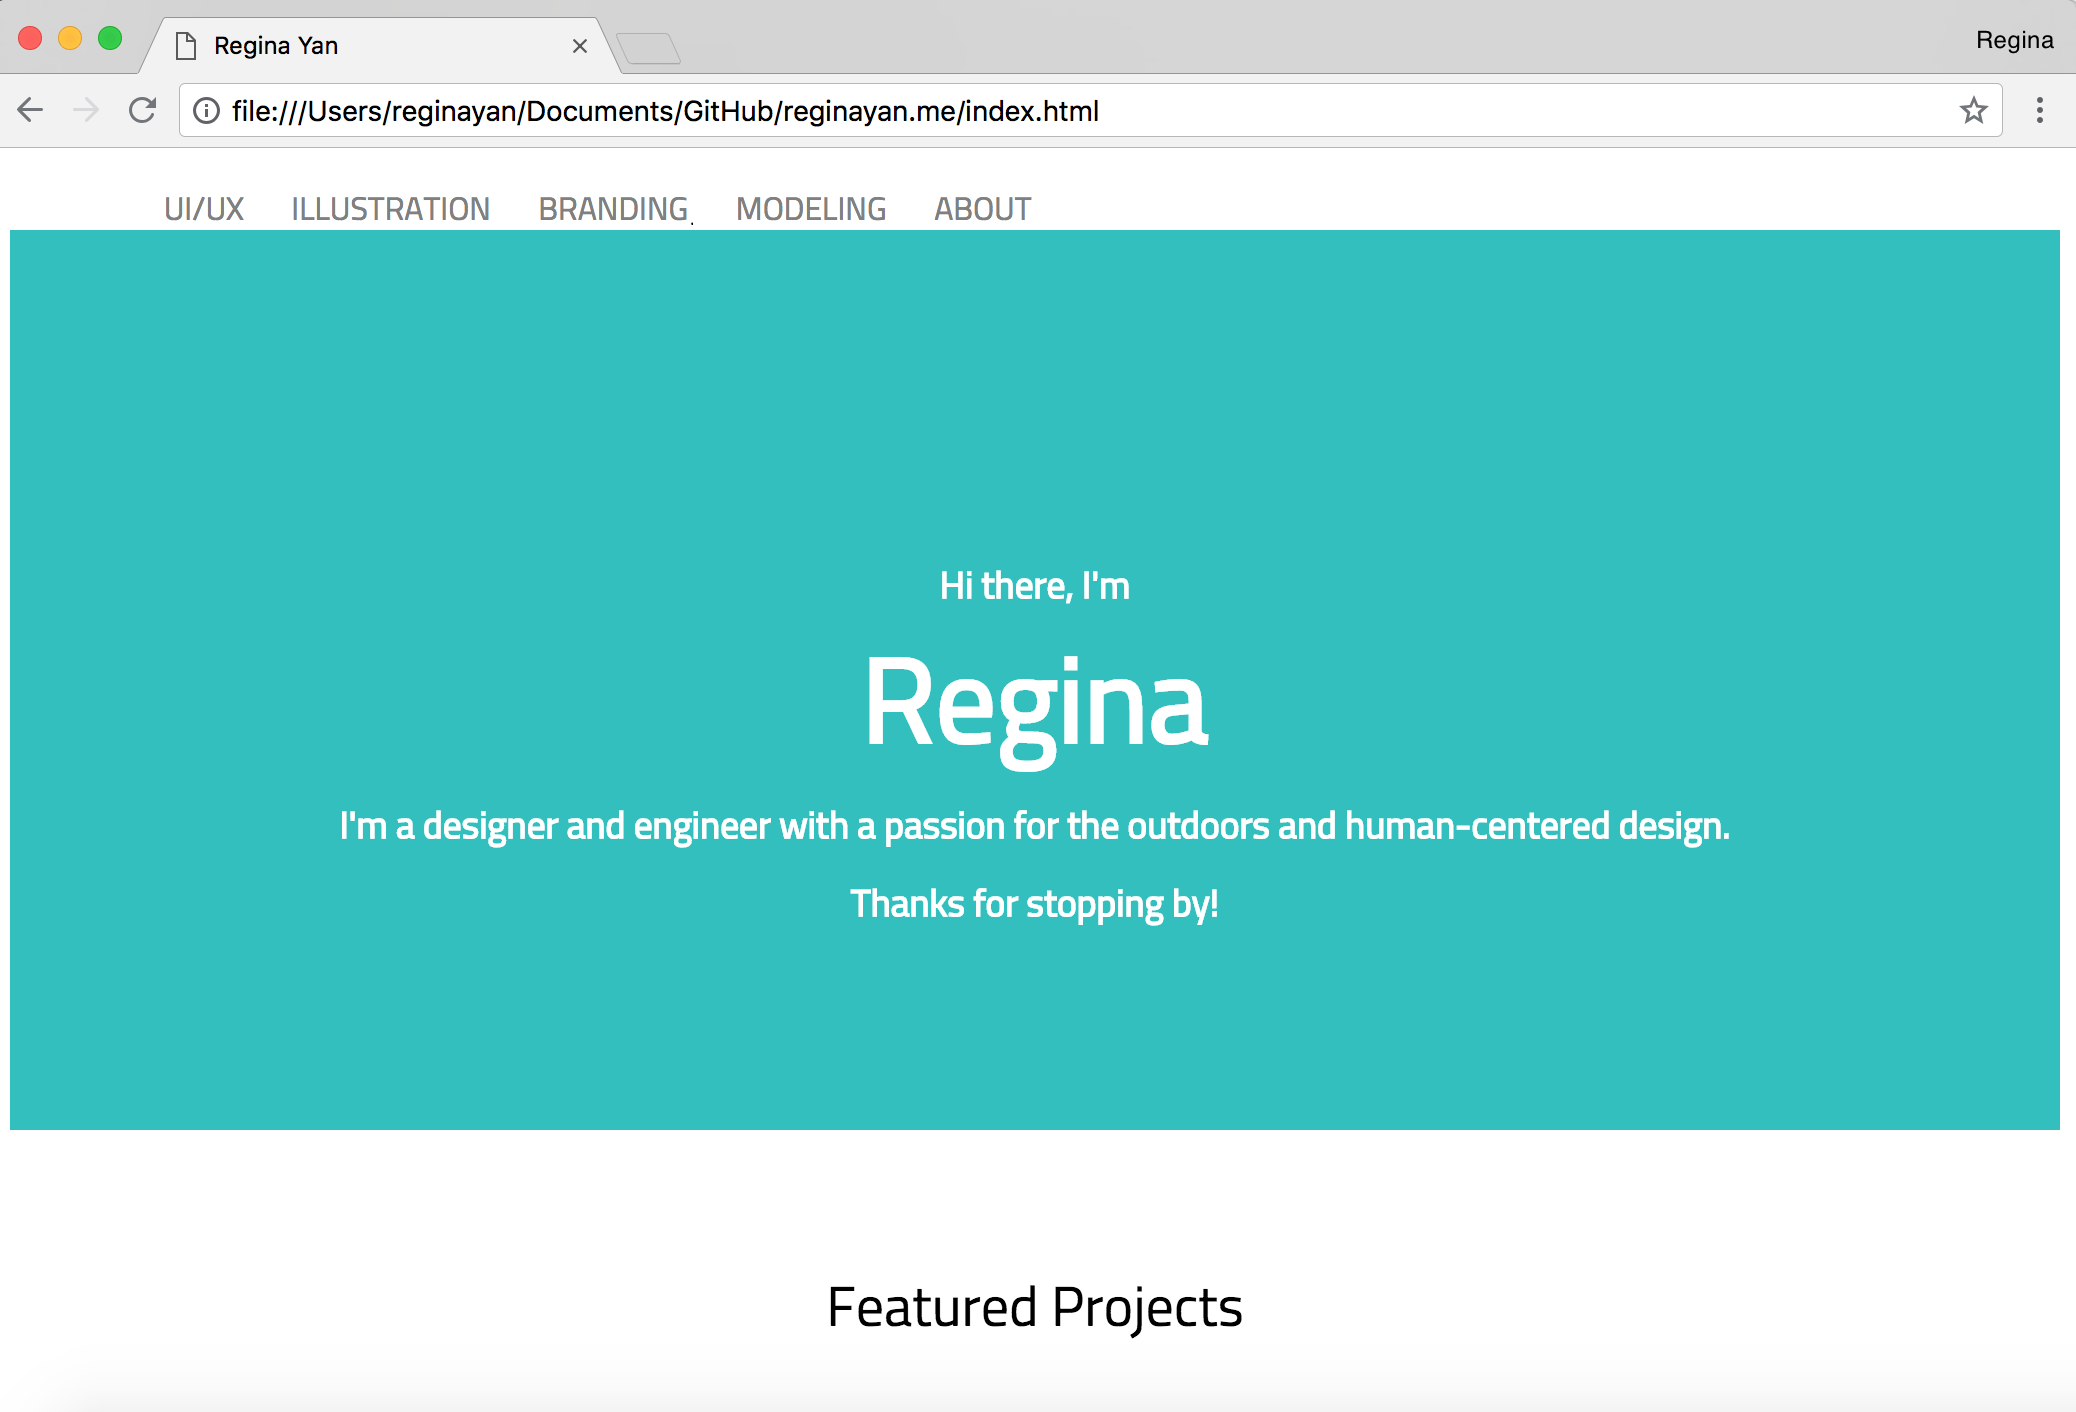 Regina Yan
Regina
file:///Users/reginayan/Documents/GitHub/reginayan.me/index.html
UI/UX ILLUSTRATION BRANDING. MODELING ABOUT
Hi there, I'm
Regina
I'm a designer and engineer with a passion for the outdoors and human-centered design.
Thanks for stopping by!
Featured Projects